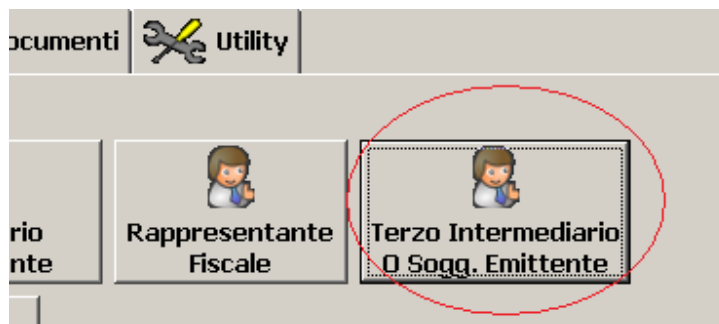 ocumenti
Utility
rio
nte
Rappresentante
Fiscale
Terzo Intermediario
O Sogg. Emittente